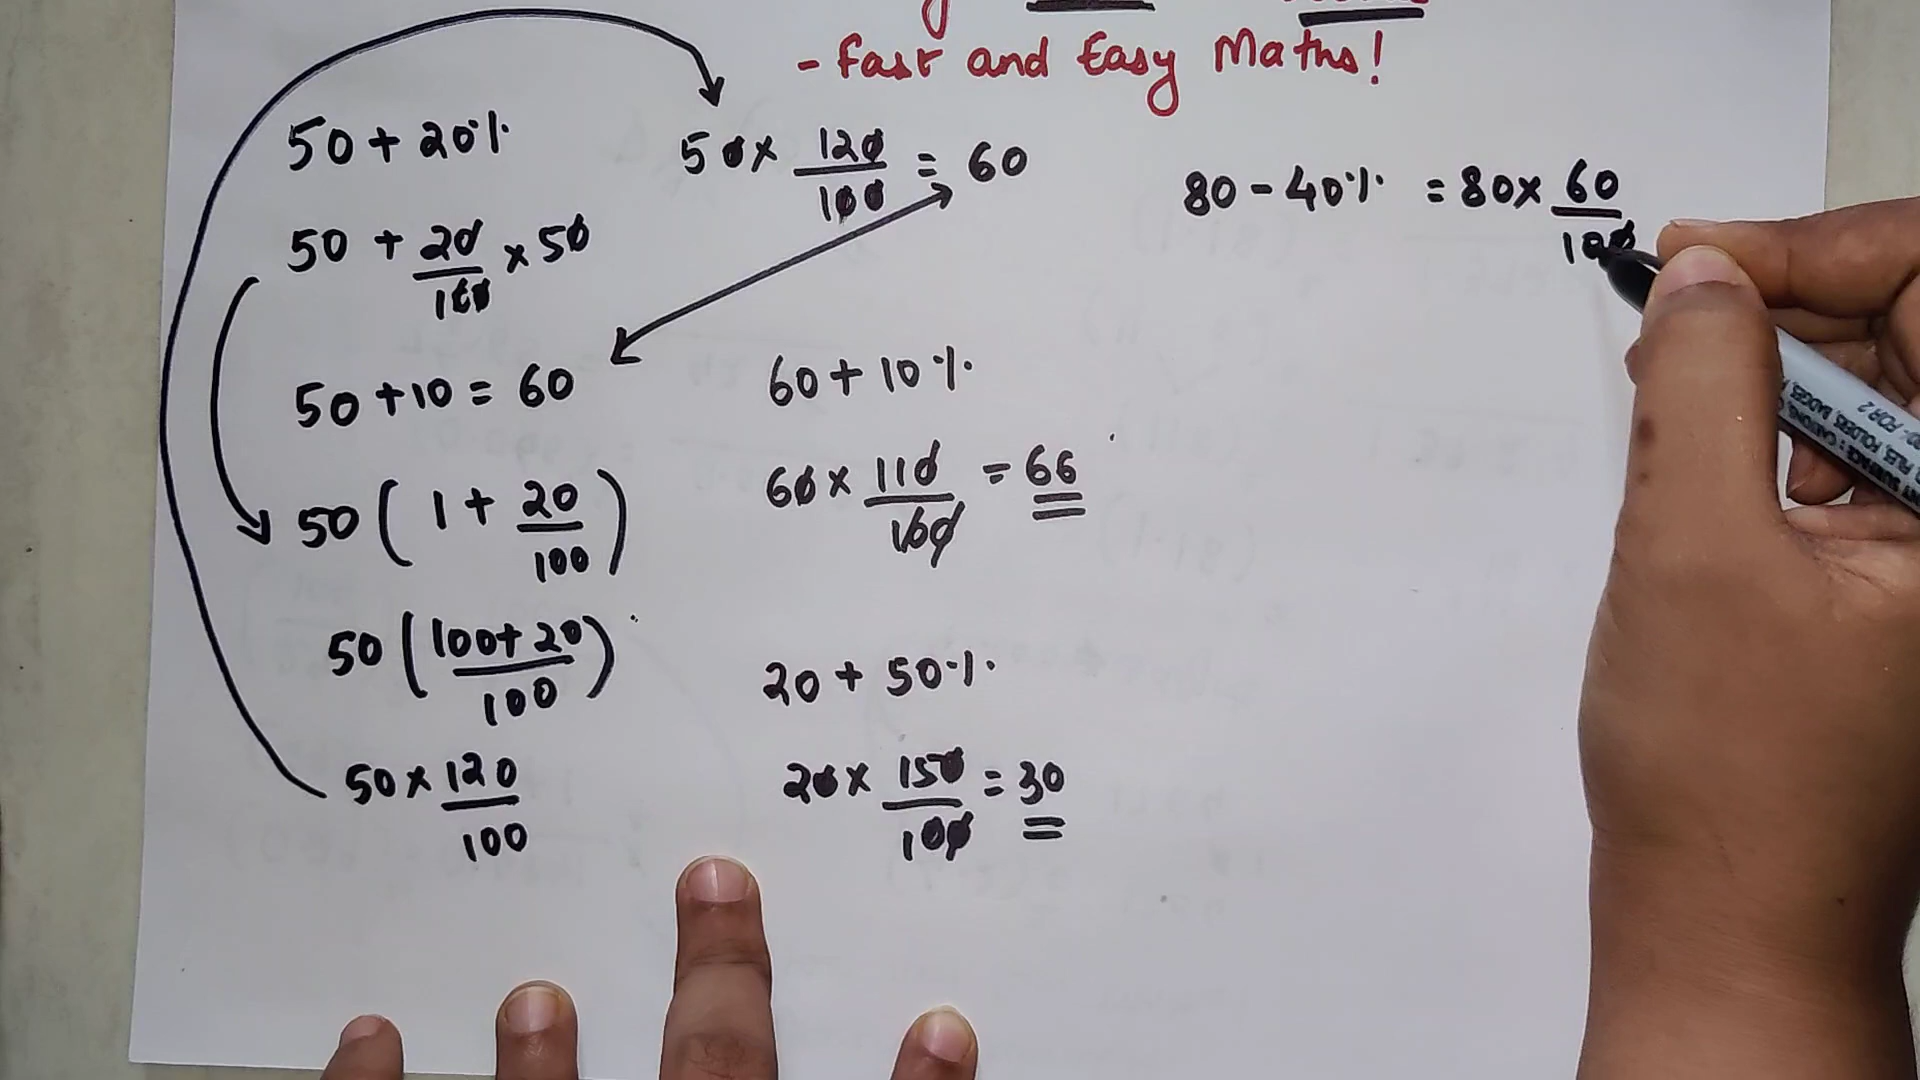 - Fast and Easy Maths!
50 + 20%
50 + 20/100 × 50
50 + 10 = 60
50 ( 1 + 20/100 )
50 ( 100 + 20 / 100 )
50 × 120/100
50 × 120/100 = 60
60 + 10%
60 × 110/100 = 66
20 + 50%
20 × 150/100 = 30
80 - 40% = 80 × 60/100